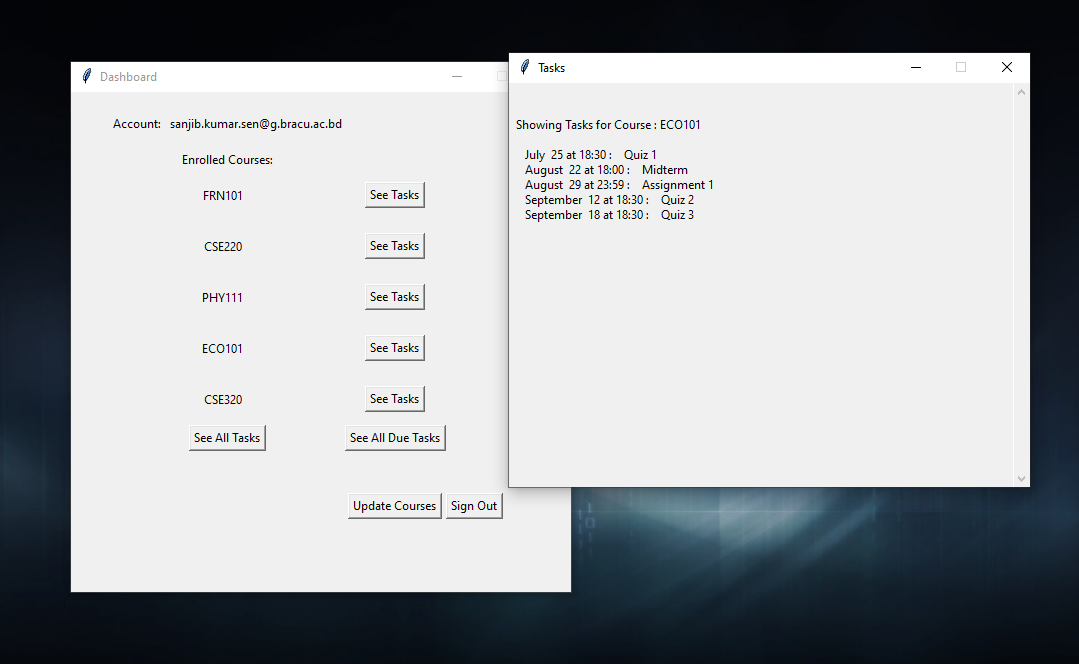 Dashboard
Account: sanjib.kumar.sen@g.bracu.ac.bd
Enrolled Courses:
FRN101 See Tasks
CSE220 See Tasks
PHY111 See Tasks
ECO101 See Tasks
CSE320 See Tasks
See All Tasks See All Due Tasks
Update Courses Sign Out
Tasks
Showing Tasks for Course : ECO101
July 25 at 18:30 : Quiz 1
August 22 at 18:00 : Midterm
August 29 at 23:59 : Assignment 1
September 12 at 18:30 : Quiz 2
September 18 at 18:30 : Quiz 3